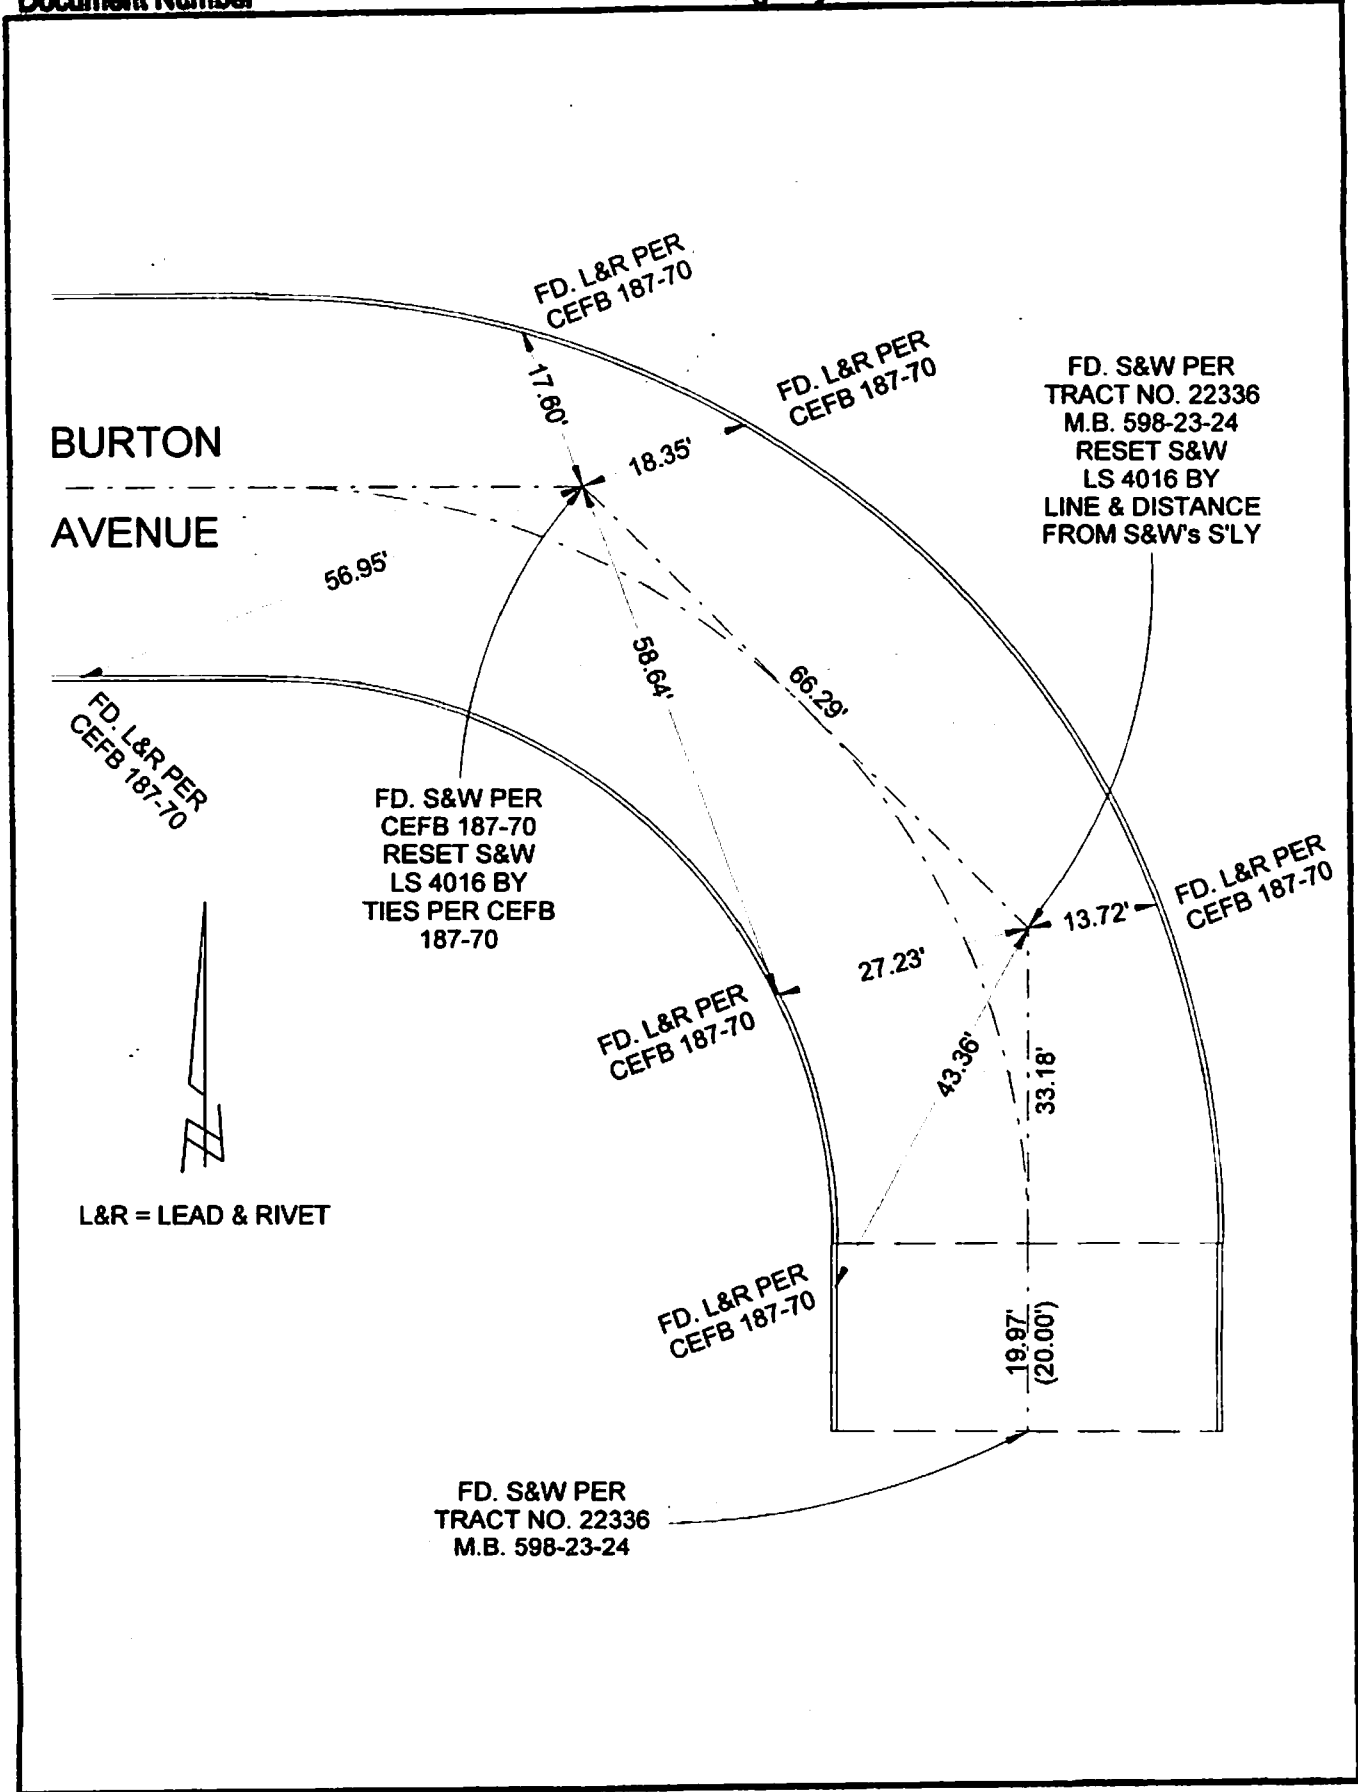 Document Number
FD. L&R PER
CEFB 187-70
17.60'
FD. L&R PER
CEFB 187-70
18.35'
FD. S&W PER
TRACT NO. 22336
M.B. 598-23-24
RESET S&W
LS 4016 BY
LINE & DISTANCE
FROM S&W's S'LY
BURTON
AVENUE
56.95'
58.64'
66.29'
FD. L&R PER
CEFB 187-70
FD. S&W PER
CEFB 187-70
RESET S&W
LS 4016 BY
TIES PER CEFB
187-70
FD. L&R PER
CEFB 187-70
13.72'
27.23'
FD. L&R PER
CEFB 187-70
43.36'
33.18'
N
L&R = LEAD & RIVET
FD. L&R PER
CEFB 187-70
19.97'
(20.00')
FD. S&W PER
TRACT NO. 22336
M.B. 598-23-24